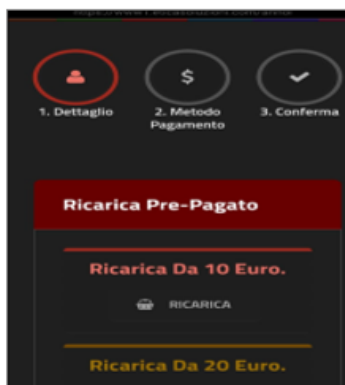 1. Dettaglio
2. Metodo
Pagamento
3. Conferma
Ricarica Pre-Pagato
Ricarica Da 10 Euro.
RICARICA
Ricarica Da 20 Euro.